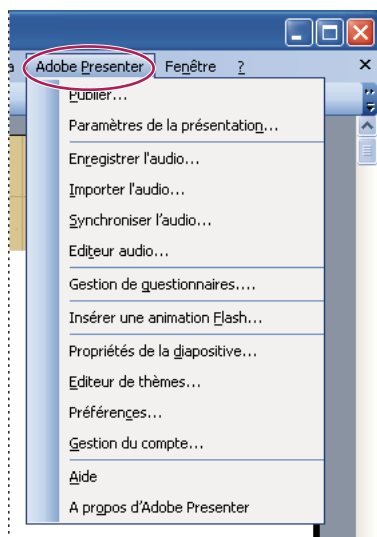 Adobe Presenter Fenêtre ?
Publier...
Paramètres de la présentation...
Enregistrer l'audio...
Importer l'audio...
Synchroniser l’audio...
Editeur audio...
Gestion de questionnaires....
Insérer une animation Flash...
Propriétés de la diapositive...
Editeur de thèmes...
Préférences...
Gestion du compte...
Aide
A propos d’Adobe Presenter